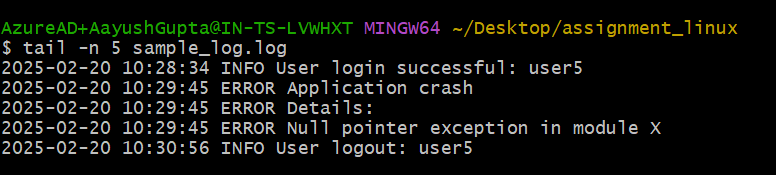 AzureAD+AayushGupta@IN-TS-LVWHXT MINGW64 ~/Desktop/assignment_linux
$ tail -n 5 sample_log.log
2025-02-20 10:28:34 INFO User login successful: user5
2025-02-20 10:29:45 ERROR Application crash
2025-02-20 10:29:45 ERROR Details:
2025-02-20 10:29:45 ERROR Null pointer exception in module X
2025-02-20 10:30:56 INFO User logout: user5